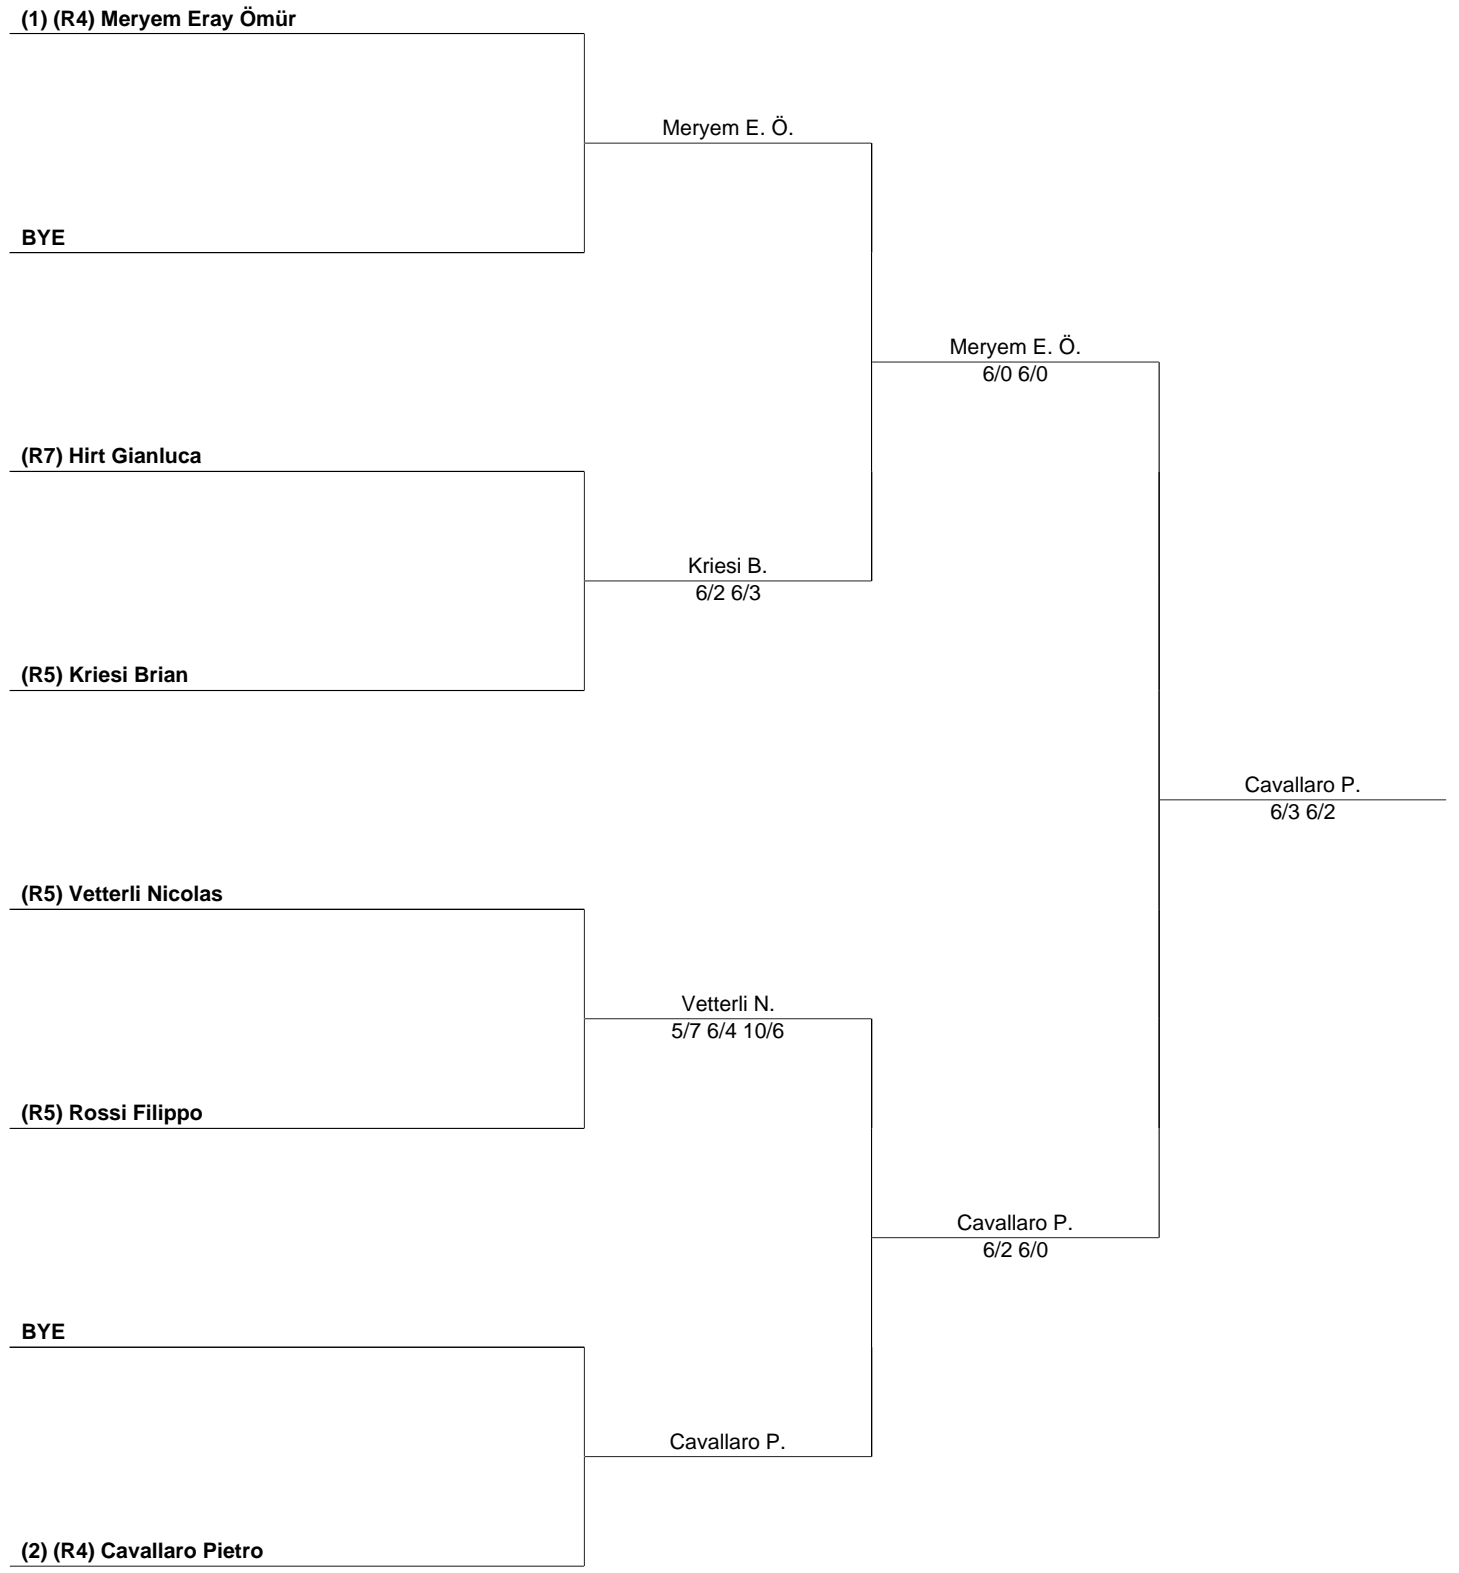 (1) (R4) Meryem Eray Ömür
Meryem E. Ö.
BYE
Meryem E. Ö.
6/0 6/0
(R7) Hirt Gianluca
Kriesi B.
6/2 6/3
(R5) Kriesi Brian
Cavallaro P.
6/3 6/2
(R5) Vetterli Nicolas
Vetterli N.
5/7 6/4 10/6
(R5) Rossi Filippo
Cavallaro P.
6/2 6/0
BYE
Cavallaro P.
(2) (R4) Cavallaro Pietro